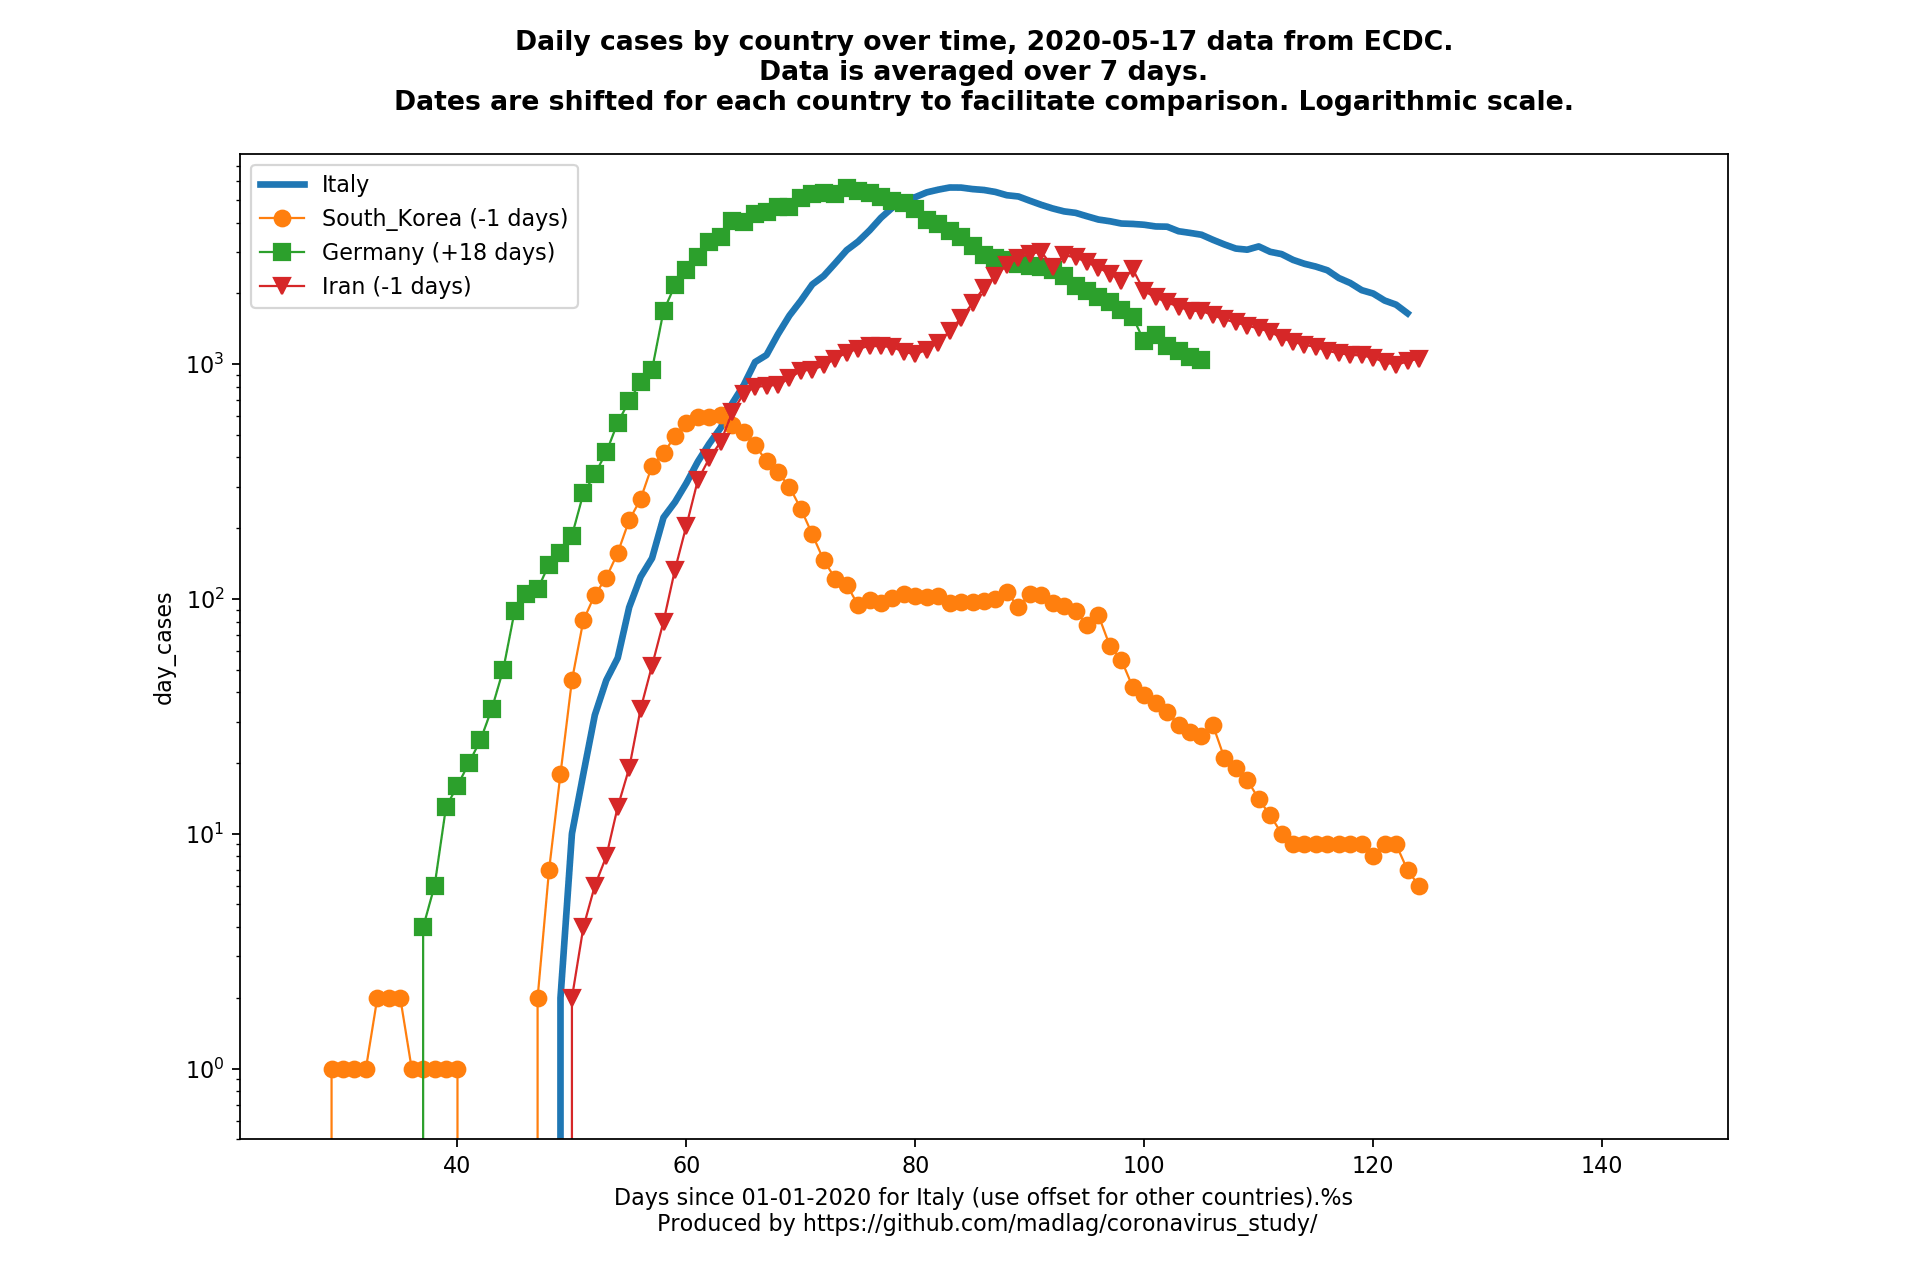 Daily cases by country over time, 2020-05-17 data from ECDC.
Data is averaged over 7 days.
Dates are shifted for each country to facilitate comparison. Logarithmic scale.
Italy
South_Korea (-1 days)
Germany (+18 days)
Iran (-1 days)
10³
10²
10¹
10⁰
day_cases
40 60 80 100 120 140
Days since 01-01-2020 for Italy (use offset for other countries).%s
Produced by https://github.com/madlag/coronavirus_study/